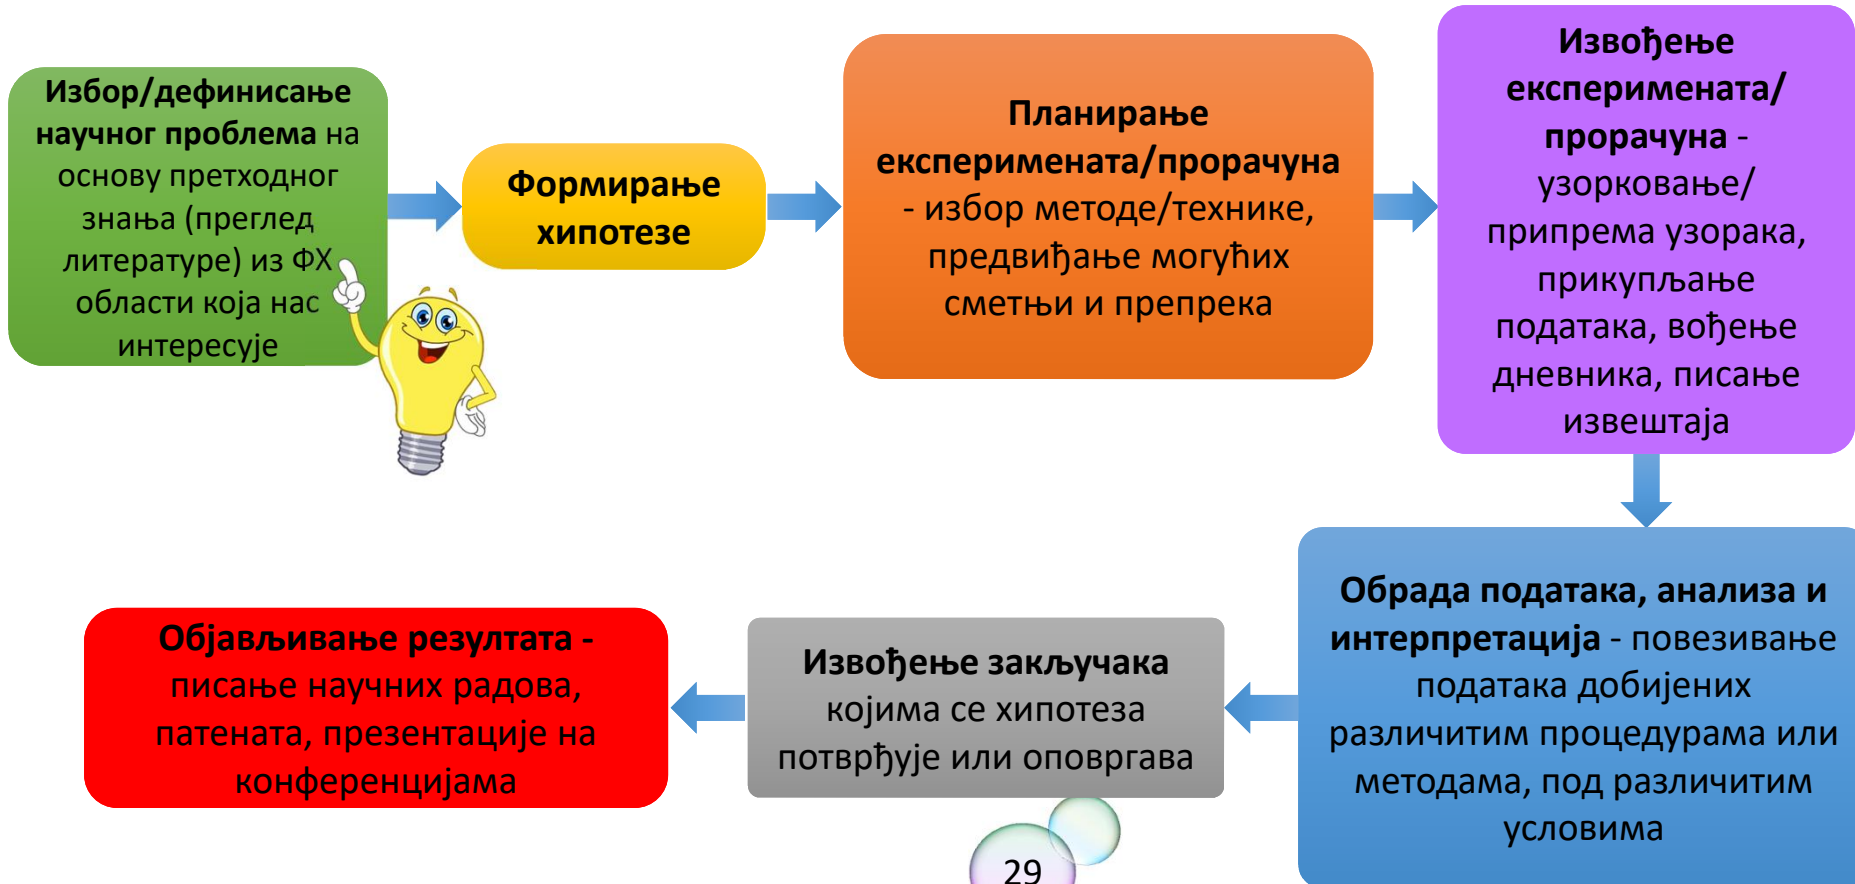 Избор/дефинисање
научног проблема на
основу претходног
знања (преглед
литературе) из ФХ
области која нас
интересује
Формирање
хипотезе
Планирање
експеримената/прорачуна
- избор методе/технике,
предвиђање могућих
сметњи и препрека
Извођење
експеримената/
прорачуна -
узорковање/
припрема узорака,
прикупљање
података, вођење
дневника, писање
извештаја
Обрада података, анализа и
интерпретација - повезивање
података добијених
различитим процедурама или
методама, под различитим
условима
Извођење закључака
којима се хипотеза
потврђује или оповргава
Објављивање резултата -
писање научних радова,
патената, презентације на
конференцијама
29